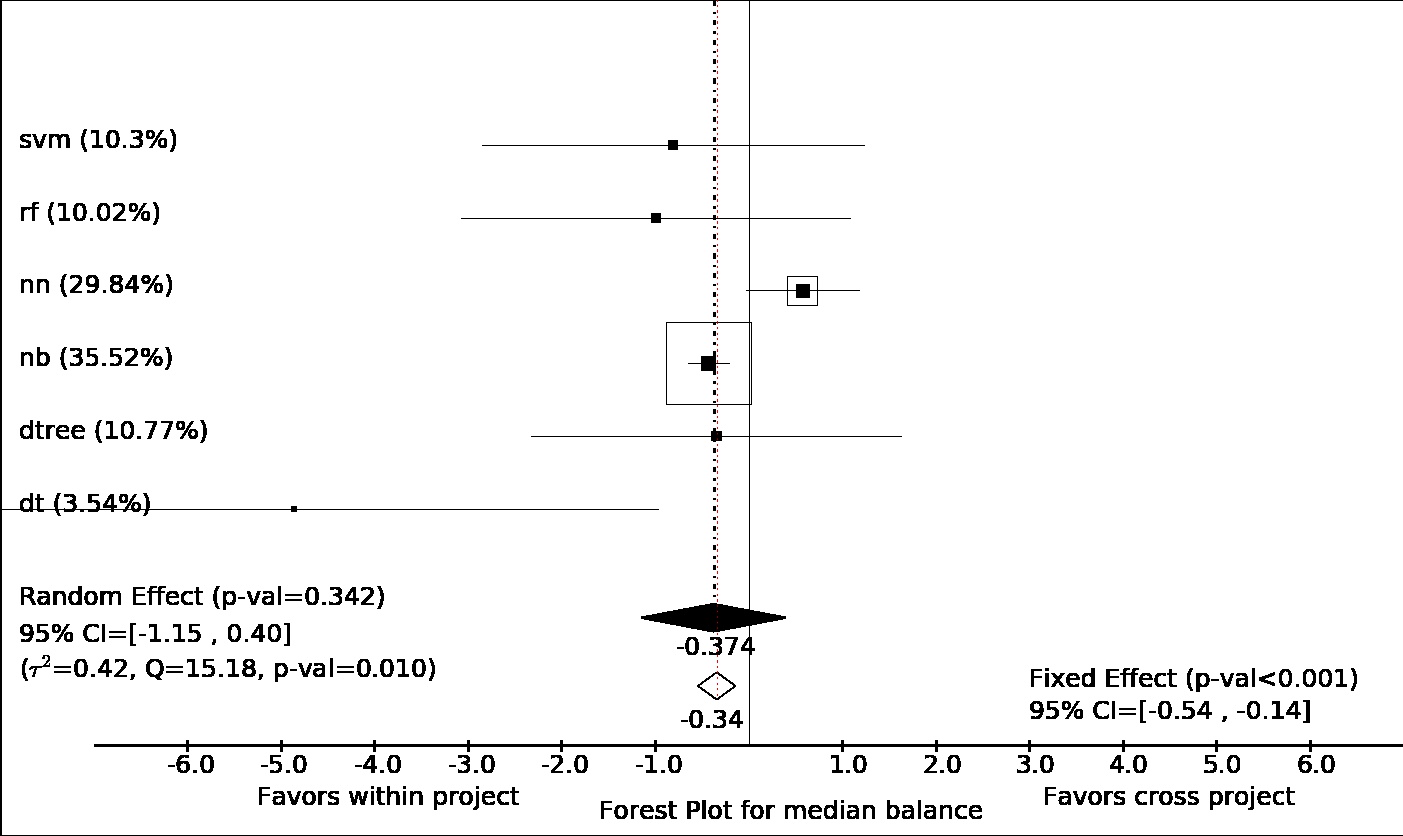 svm (10.3%)
rf (10.02%)
nn (29.84%)
nb (35.52%)
dtree (10.77%)
dt (3.54%)
Random Effect (p-val=0.342)
95% CI=[-1.15 , 0.40]
(τ²=0.42, Q=15.18, p-val=0.010)
-0.374
-0.34
Fixed Effect (p-val<0.001)
95% CI=[-0.54 , -0.14]
-6.0 -5.0 -4.0 -3.0 -2.0 -1.0 1.0 2.0 3.0 4.0 5.0 6.0
Favors within project
Forest Plot for median balance
Favors cross project